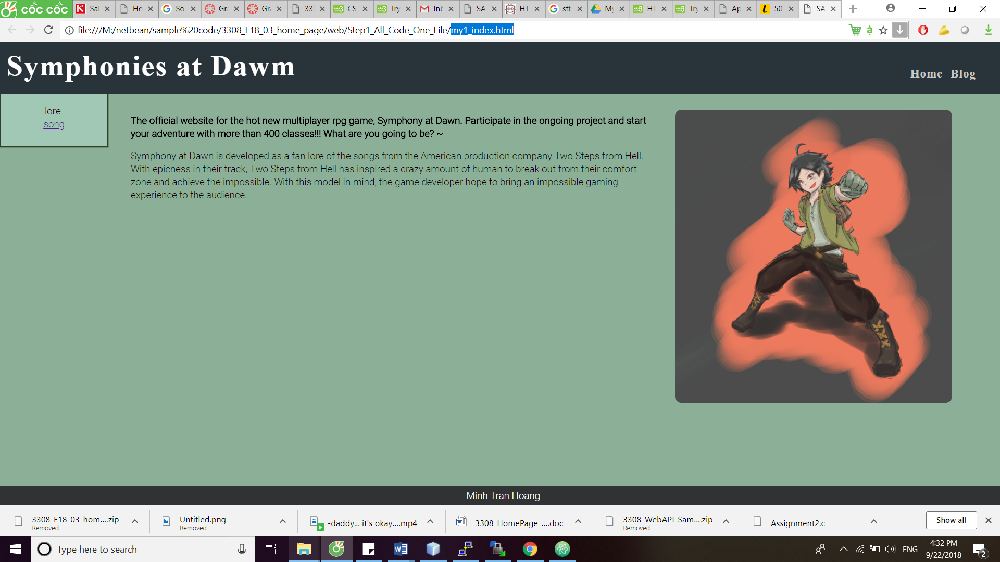 cốc cốc
Sal
Ho
So
Gra
Gra
330
CS
Try
Inb
SA
HT
sft
My
HT
Try
Ap
50
SA
file:///M:/netbean/sample%20code/3308_F18_03_home_page/web/Step1_All_Code_One_File/my1_index.html
Symphonies at Dawm
Home Blog
lore
song
The official website for the hot new multiplayer rpg game, Symphony at Dawn. Participate in the ongoing project and start
your adventure with more than 400 classes!!! What are you going to be? ~
Symphony at Dawn is developed as a fan lore of the songs from the American production company Two Steps from Hell.
With epicness in their track, Two Steps from Hell has inspired a crazy amount of human to break out from their comfort
zone and achieve the impossible. With this model in mind, the game developer hope to bring an impossible gaming
experience to the audience.
Minh Tran Hoang
3308_F18_03_hom....zip
Removed
Untitled.png
Removed
-daddy... it's okay....mp4
3308_HomePage_....doc
3308_WebAPI_Sam....zip
Removed
Assignment2.c
Show all
Type here to search
ENG
4:32 PM
9/22/2018
2